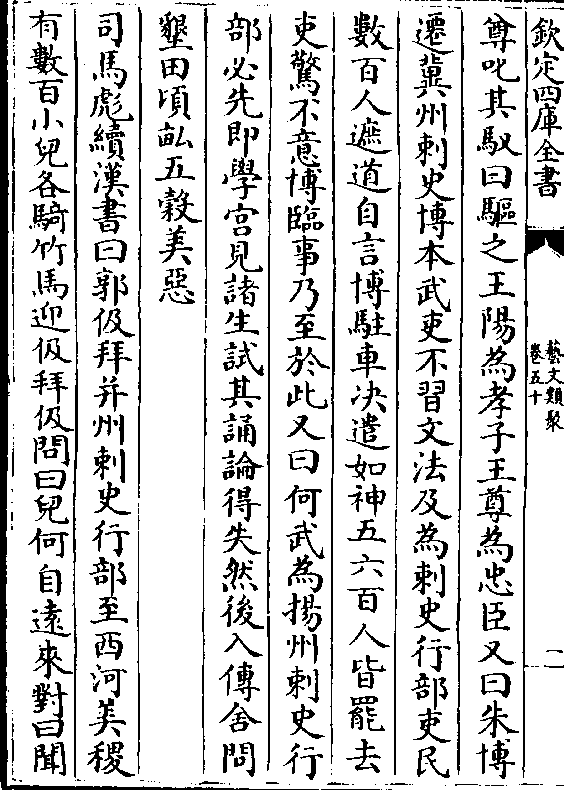 欽定四庫全書
藝文類聚
卷五十
二
尊叱其馭曰驅之王陽為孝子王尊為忠臣又曰朱博
遷冀州刺史博本武吏不習文法及為刺史行部吏民
數百人遮道自言博駐車决遣如神五六百人皆罷去
吏驚不意博臨事乃至於此又曰何武為揚州刺史行
部必先即學宫見諸生試其誦論得失然後入傳舍問
墾田頃畝五穀美惡
司馬彪續漢書曰郭伋拜并州刺史行部至西河美稷
有數百小兒各騎竹馬迎伋拜伋問曰兒何自遠來對曰聞